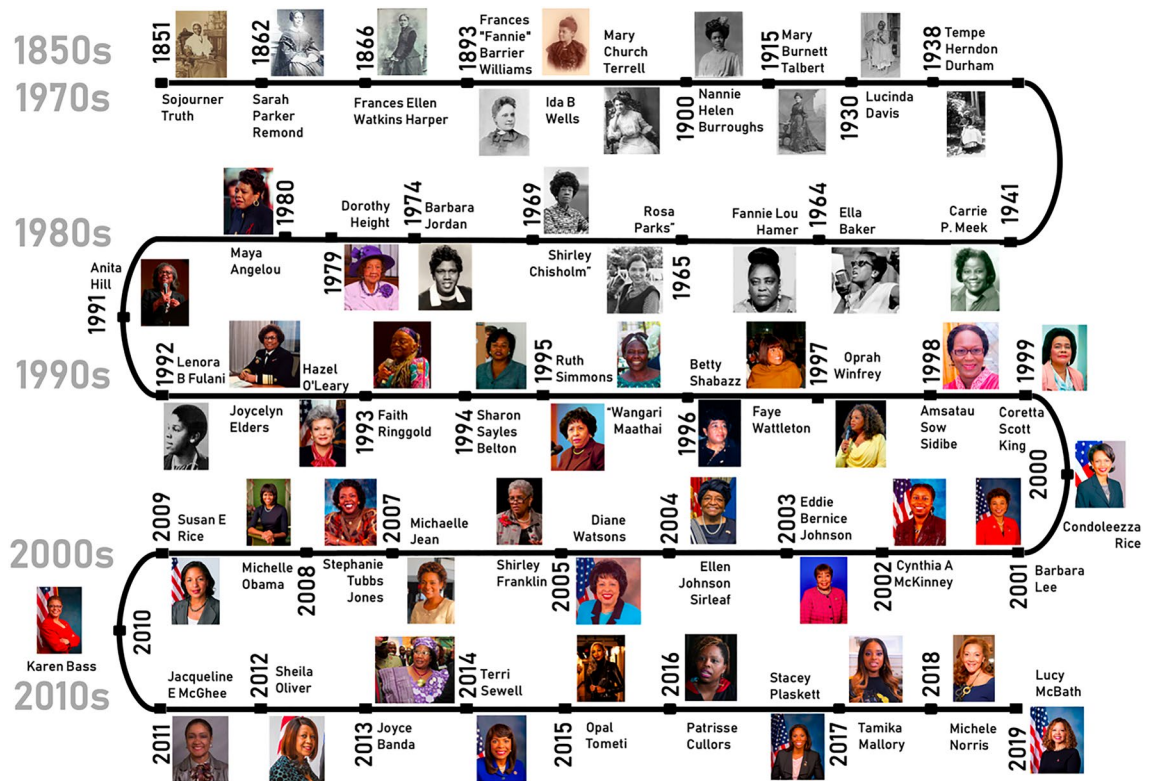 1850s
1970s
1851
Sojourner
Truth
1862
Sarah
Parker
Remond
1866
Frances Ellen
Watkins Harper
1893
Frances
"Fannie"
Barrier
Williams
Ida B
Wells
Mary
Church
Terrell
1900
Nannie
Helen
Burroughs
1915
Mary
Burnett
Talbert
1930
Lucinda
Davis
1938
Tempe
Herndon
Durham
1980s
Maya
Angelou
1980
1979
Dorothy
Height
1974
Barbara
Jordan
1969
Shirley
Chisholm"
Rosa
Parks"
1965
Fannie Lou
Hamer
1964
Ella
Baker
Carrie
P. Meek
1941
Anita
Hill
1991
1990s
1992
Lenora
B Fulani
Joycelyn
Elders
Hazel
O'Leary
1993
Faith
Ringgold
1994
Sharon
Sayles
Belton
1995
Ruth
Simmons
"Wangari
Maathai
Betty
Shabazz
1996
Faye
Wattleton
1997
Oprah
Winfrey
1998
Amsatau
Sow
Sidibe
1999
Coretta
Scott
King
2000
Condoleezza
Rice
2000s
2009
Susan E
Rice
Michelle
Obama
2008
Stephanie
Tubbs
Jones
2007
Michaelle
Jean
Shirley
Franklin
2005
Diane
Watsons
2004
Ellen
Johnson
Sirleaf
2003
Eddie
Bernice
Johnson
2002
Cynthia A
McKinney
2001
Barbara
Lee
Karen Bass
2010
2010s
2011
Jacqueline
E McGhee
2012
Sheila
Oliver
2013
Joyce
Banda
2014
Terri
Sewell
2015
Opal
Tometi
2016
Patrisse
Cullors
Stacey
Plaskett
2017
Tamika
Mallory
2018
Michele
Norris
2019
Lucy
McBath